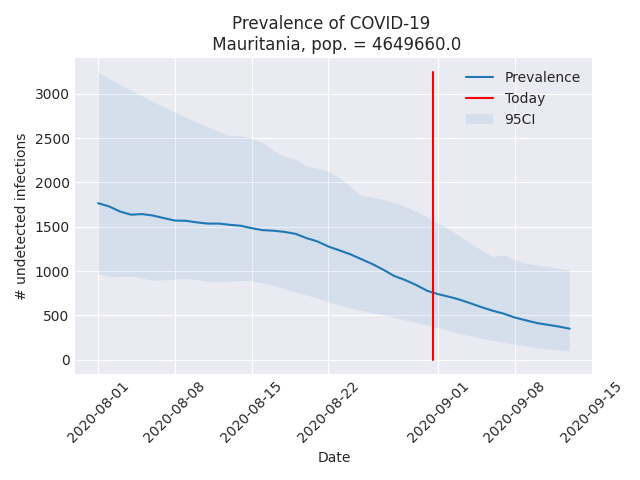 Prevalence of COVID-19
Mauritania, pop. = 4649660.0
Prevalence
Today
95CI
# undetected infections
3000
2500
2000
1500
1000
500
0
2020-08-01
2020-08-08
2020-08-15
2020-08-22
2020-09-01
2020-09-08
2020-09-15
Date